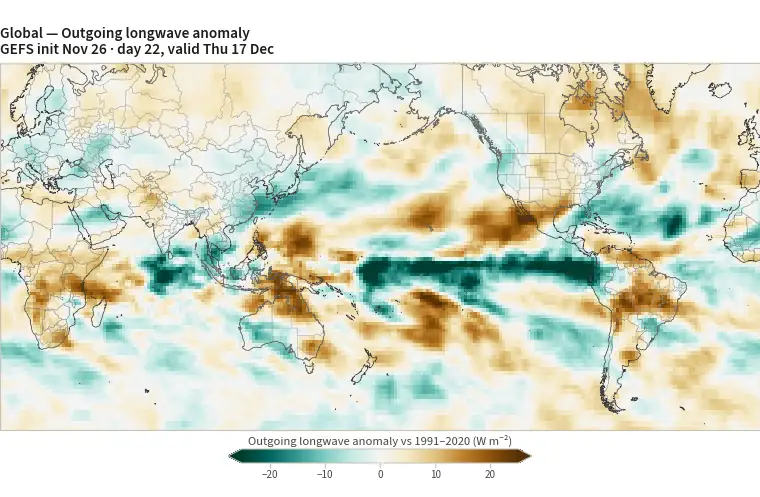 Global — Outgoing longwave anomaly
GEFS init Nov 26 · day 22, valid Thu 17 Dec
Outgoing longwave anomaly vs 1991–2020 (W m⁻²)
−20 −10 0 10 20